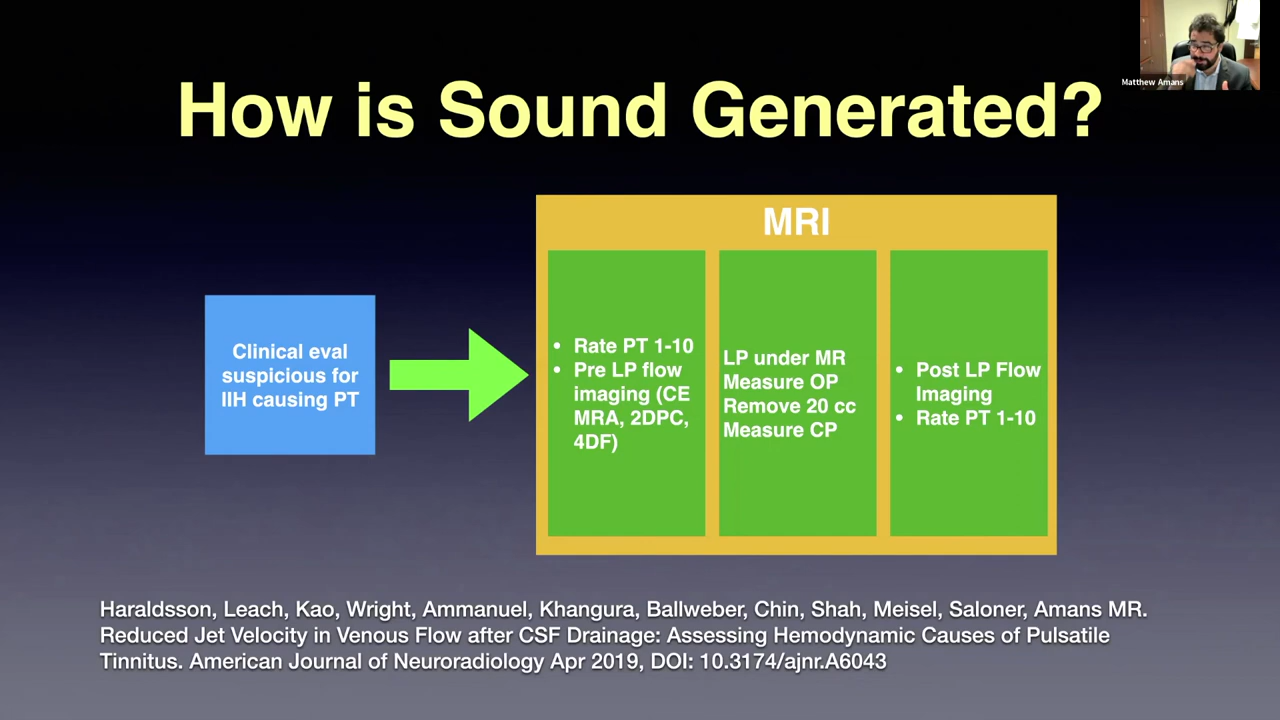 Matthew Amans
How is Sound Generated?
MRI
Clinical eval
suspicious for
IIH causing PT
• Rate PT 1-10
• Pre LP flow
imaging (CE
MRA, 2DPC,
4DF)
LP under MR
Measure OP
Remove 20 cc
Measure CP
• Post LP Flow
Imaging
• Rate PT 1-10
Haraldsson, Leach, Kao, Wright, Ammanuel, Khangura, Ballweber, Chin, Shah, Meisel, Saloner, Amans MR.
Reduced Jet Velocity in Venous Flow after CSF Drainage: Assessing Hemodynamic Causes of Pulsatile
Tinnitus. American Journal of Neuroradiology Apr 2019, DOI: 10.3174/ajnr.A6043